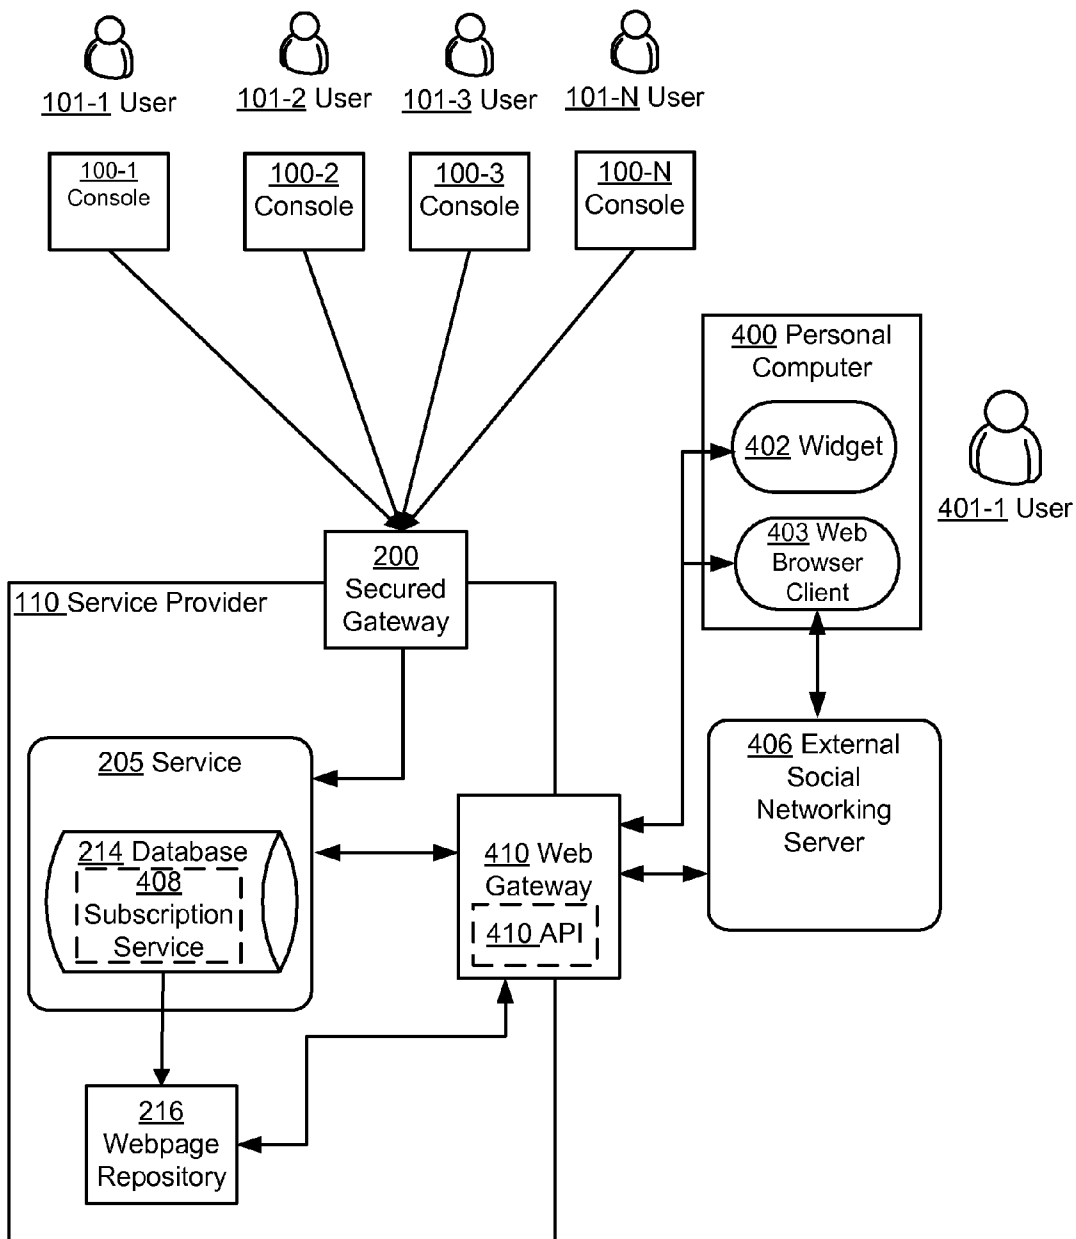 101-1 User
101-2 User
101-3 User
101-N User
100-1
Console
100-2
Console
100-3
Console
100-N
Console
400 Personal
Computer
402 Widget
403 Web
Browser
Client
401-1 User
200
Secured
Gateway
110 Service Provider
205 Service
214 Database
408
Subscription
Service
410 Web
Gateway
410 API
406 External
Social
Networking
Server
216
Webpage
Repository